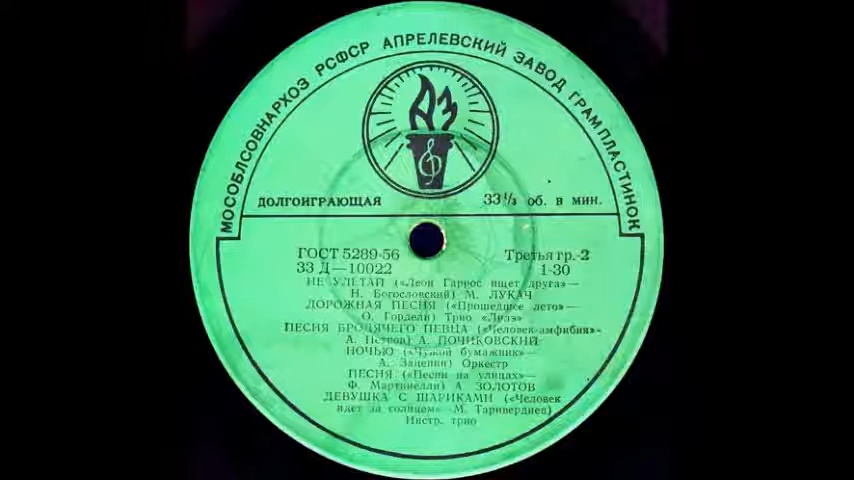 МОСОБЛСОВНАРХОЗ РСФСР АПРЕЛЕВСКИЙ ЗАВОД ГРАМПЛАСТИНОК
АЗ
ДОЛГОИГРАЮЩАЯ 33⅓ об. в мин.
ГОСТ 5289-56 Третья гр.-2
33 Д—10022 1-30
НЕ УЛЕТАЙ («Леон Гаррос ищет друга»—
Н. Богословский) М. ЛУКАЧ
ДОРОЖНАЯ ПЕСНЯ («Прошедшее лето»—
О. Гордели) Трио «Лилэ»
ПЕСНЯ БРОДЯЧЕГО ПЕВЦА («Человек-амфибия»-
А. Петров) А. ПОЧИКОВСКИЙ
НОЧЬЮ («Чужой бумажник»—
А. Зацепин) Оркестр
ПЕСНЯ («Песни на улицах»—
Ф. Мартинелли) А. ЗОЛОТОВ
ДЕВУШКА С ШАРИКАМИ («Человек
идет за солнцем» -М. Таривердиев)
Инстр. трио